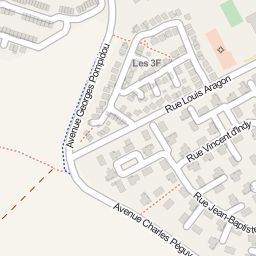 Avenue Georges Pompidou
Les 3F
Rue Louis Aragon
Rue Vincent d'Indy
Rue Jean-Baptiste
Avenue Charles Péguy